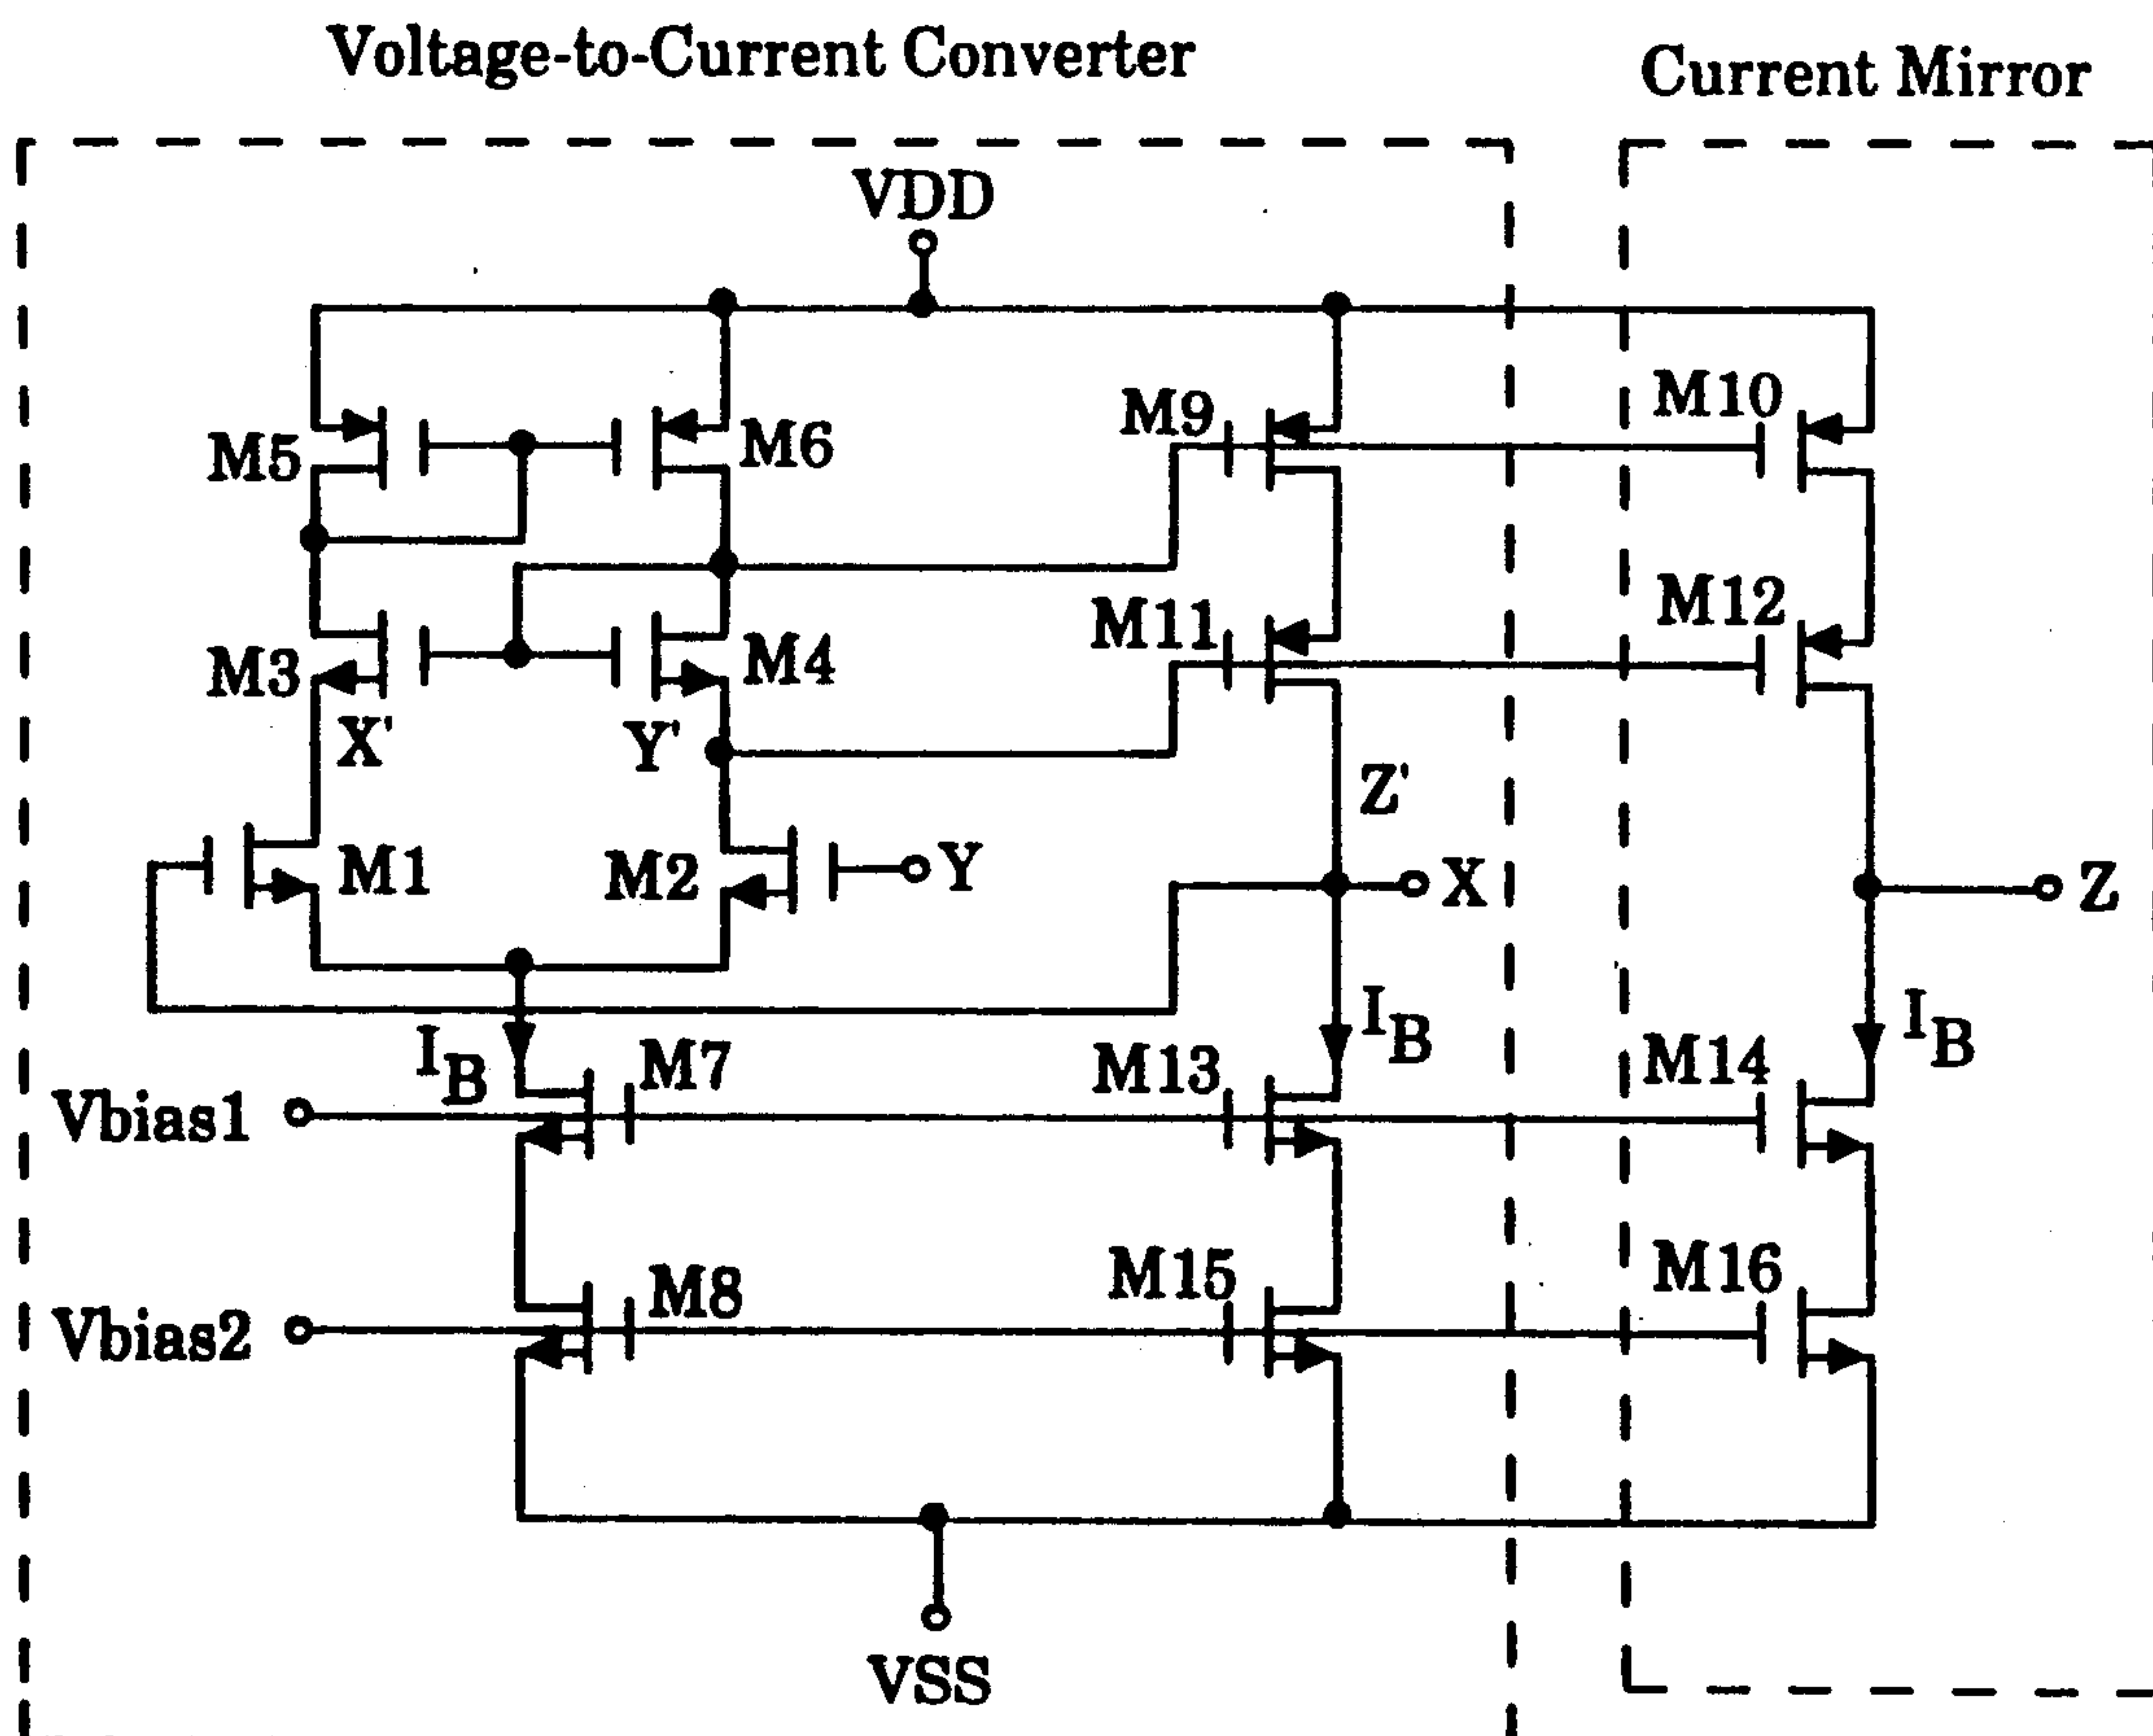 Voltage-to-Current Converter
Current Mirror
VDD
M5
M6
M9
M10
M3
M4
M11
M12
X'
Y'
Z'
M1
M2
Y
X
Z
IB
M7
M13
IB
M14
IB
Vbias1
Vbias2
M8
M15
M16
VSS